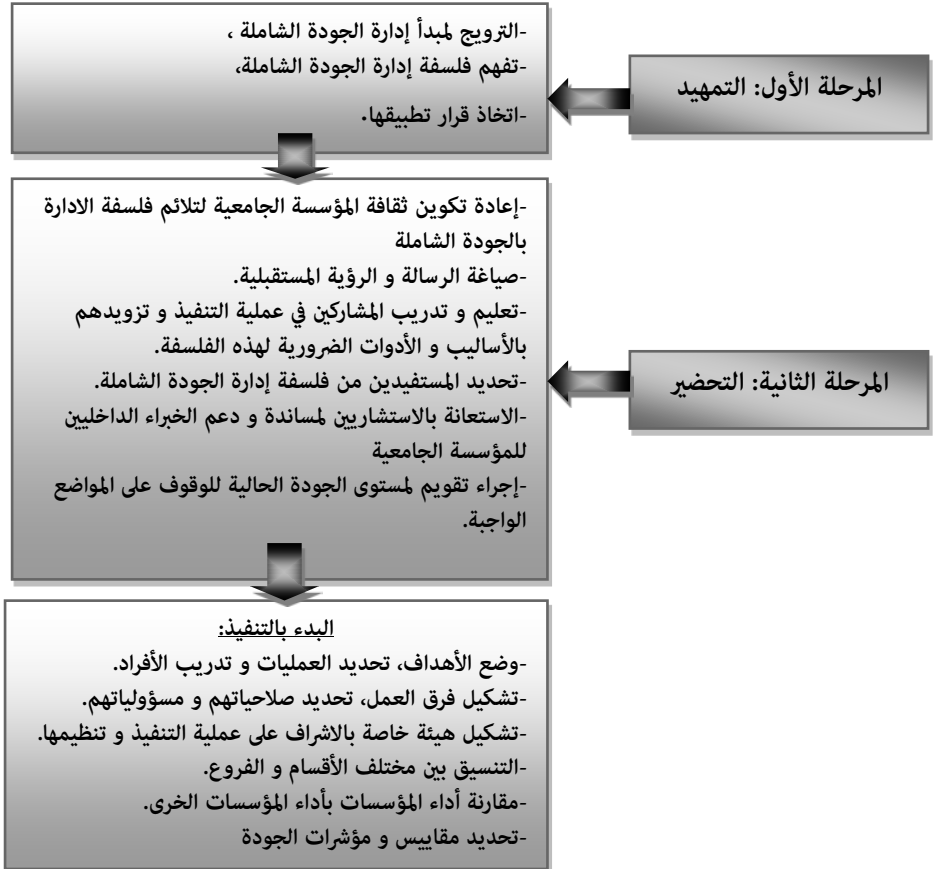 -الترويج لمبدأ إدارة الجودة الشاملة ،
-تفهم فلسفة إدارة الجودة الشاملة،
-اتخاذ قرار تطبيقها.
المرحلة الأول: التمهيد
-إعادة تكوين ثقافة المؤسسة الجامعية لتلائم فلسفة الادارة
بالجودة الشاملة
-صياغة الرسالة و الرؤية المستقبلية.
-تعليم و تدريب المشاركين في عملية التنفيذ و تزويدهم
بالأساليب و الأدوات الضرورية لهذه الفلسفة.
-تحديد المستفيدين من فلسفة إدارة الجودة الشاملة.
-الاستعانة بالاستشاريين لمساندة و دعم الخبراء الداخليين
للمؤسسة الجامعية
-إجراء تقويم لمستوى الجودة الحالية للوقوف على المواضع
الواجبة.
المرحلة الثانية: التحضير
البدء بالتنفيذ:
-وضع الأهداف، تحديد العمليات و تدريب الأفراد.
-تشكيل فرق العمل، تحديد صلاحياتهم و مسؤولياتهم.
-تشكيل هيئة خاصة بالاشراف على عملية التنفيذ و تنظيمها.
-التنسيق بين مختلف الأقسام و الفروع.
-مقارنة أداء المؤسسات بأداء المؤسسات الخرى.
-تحديد مقاييس و مؤشرات الجودة